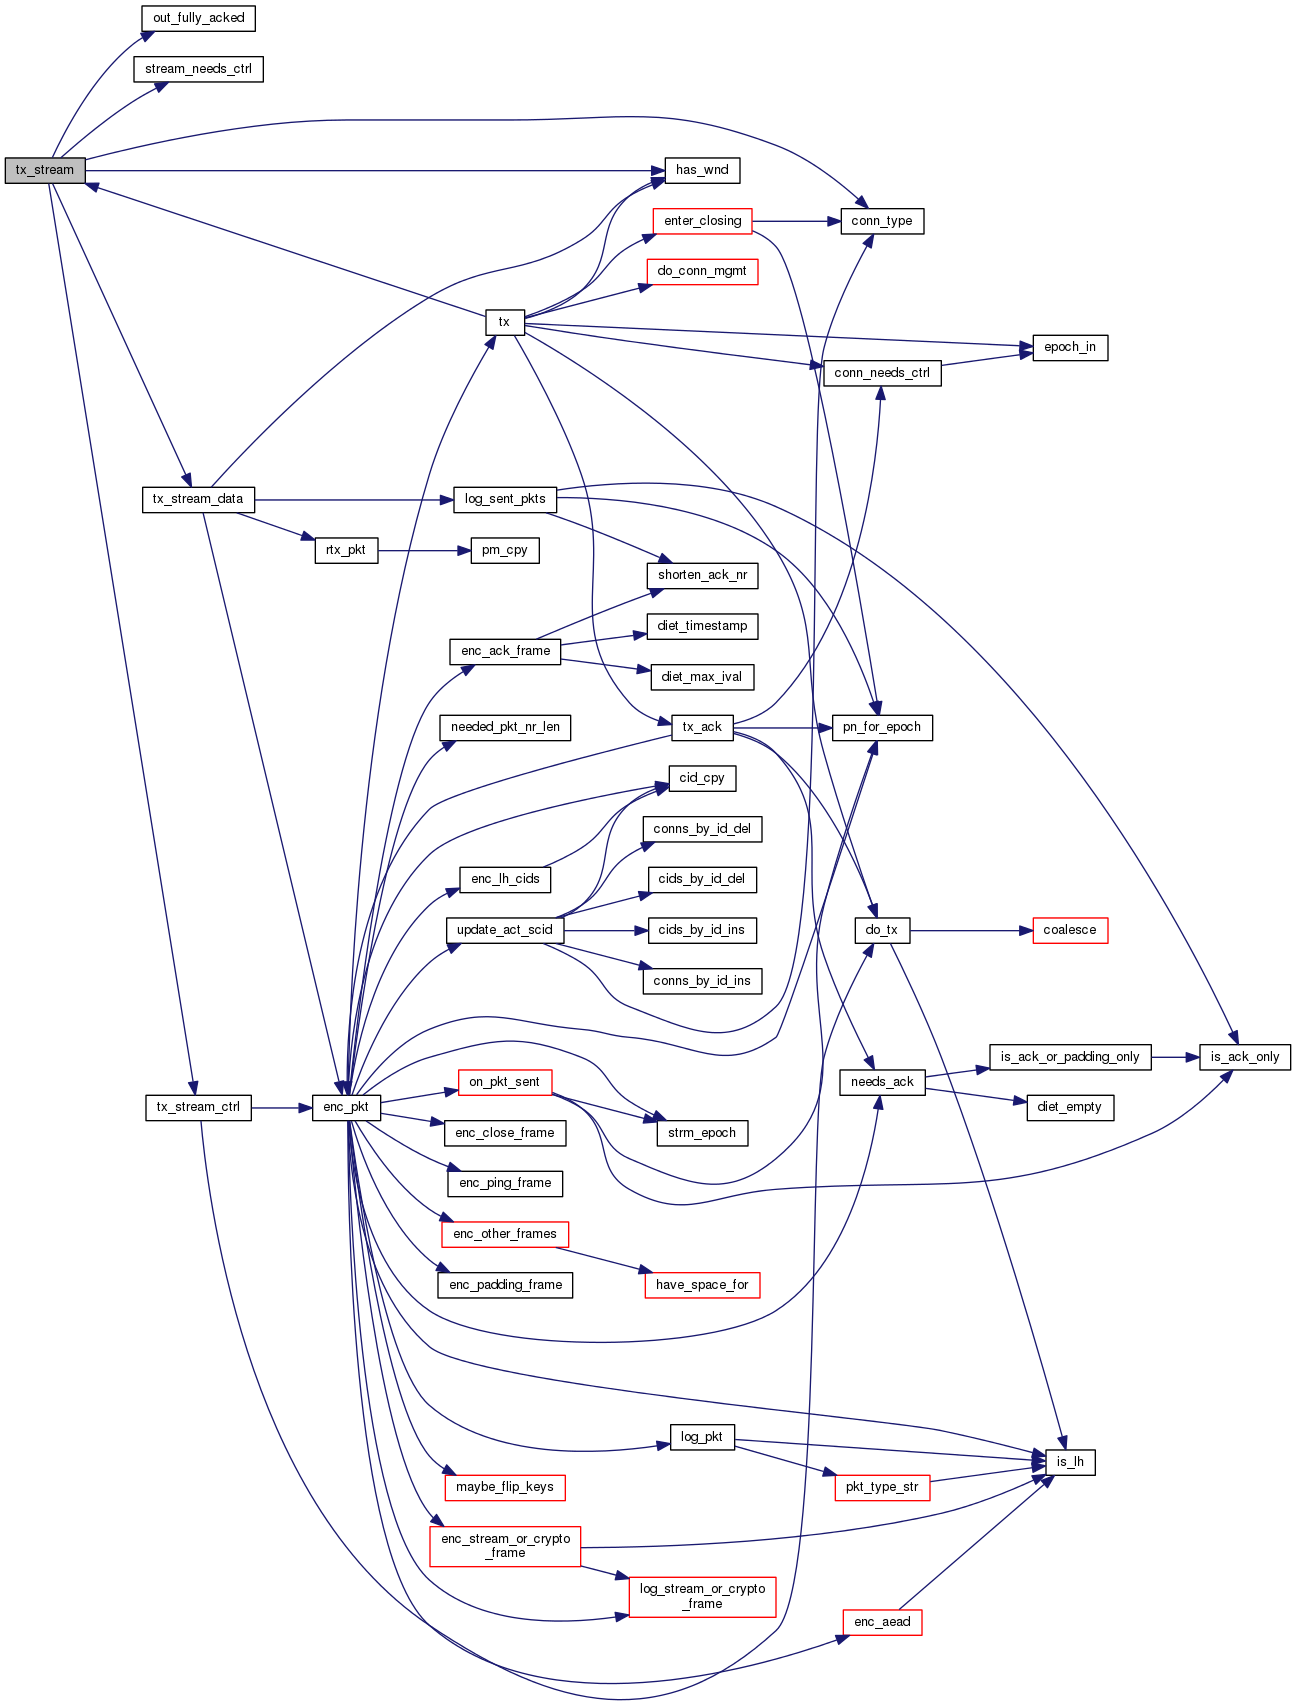 out_fully_acked
stream_needs_ctrl
tx_stream
has_wnd
enter_closing
conn_type
do_conn_mgmt
tx
epoch_in
conn_needs_ctrl
tx_stream_data
log_sent_pkts
rtx_pkt
pm_cpy
shorten_ack_nr
diet_timestamp
enc_ack_frame
diet_max_ival
needed_pkt_nr_len
tx_ack
pn_for_epoch
cid_cpy
conns_by_id_del
enc_lh_cids
cids_by_id_del
update_act_scid
cids_by_id_ins
do_tx
coalesce
conns_by_id_ins
is_ack_or_padding_only
is_ack_only
on_pkt_sent
needs_ack
tx_stream_ctrl
enc_pkt
diet_empty
enc_close_frame
strm_epoch
enc_ping_frame
enc_other_frames
enc_padding_frame
have_space_for
log_pkt
is_lh
maybe_flip_keys
pkt_type_str
enc_stream_or_crypto
_frame
log_stream_or_crypto
_frame
enc_aead